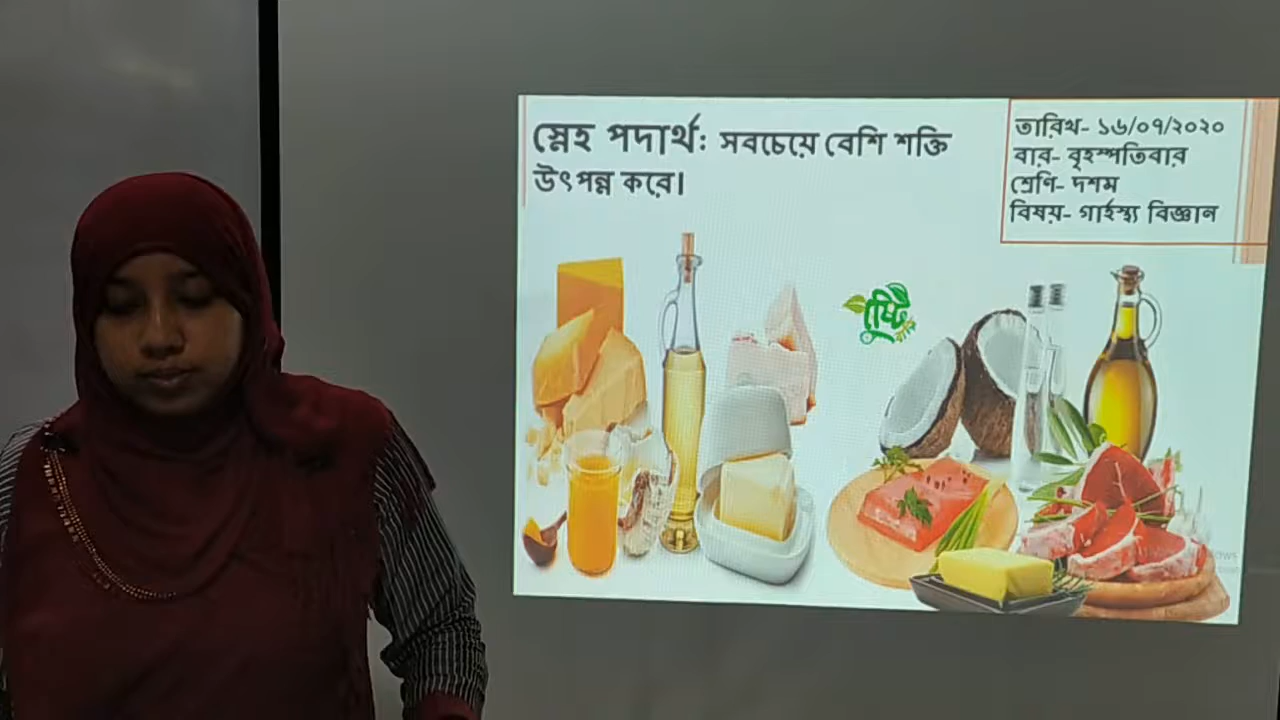 স্নেহ পদার্থ: সবচেয়ে বেশি শক্তি
উৎপন্ন করে।
তারিখ- ১৬/০৭/২০২০
বার- বৃহস্পতিবার
শ্রেণি- দশম
বিষয়- গার্হস্থ্য বিজ্ঞান